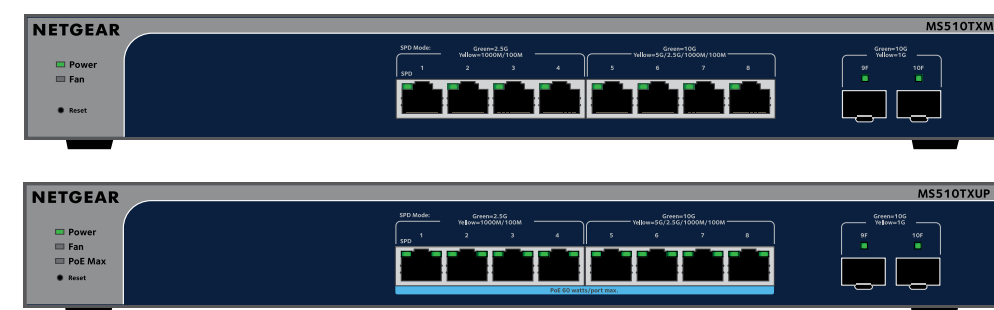 NETGEAR
MS510TXM
Power
Fan
Reset
SPD Mode: Green=2.5G Green=10G
Yellow=1000M/100M Yellow=5G/2.5G/1000M/100M
SPD 1 2 3 4 5 6 7 8
Green=10G
Yellow=1G
9F 10F
NETGEAR
MS510TXUP
Power
Fan
PoE Max
Reset
SPD Mode: Green=2.5G Green=10G
Yellow=1000M/100M Yellow=5G/2.5G/1000M/100M
SPD 1 2 3 4 5 6 7 8
PoE 60 watts/port max.
Green=10G
Yellow=1G
9F 10F